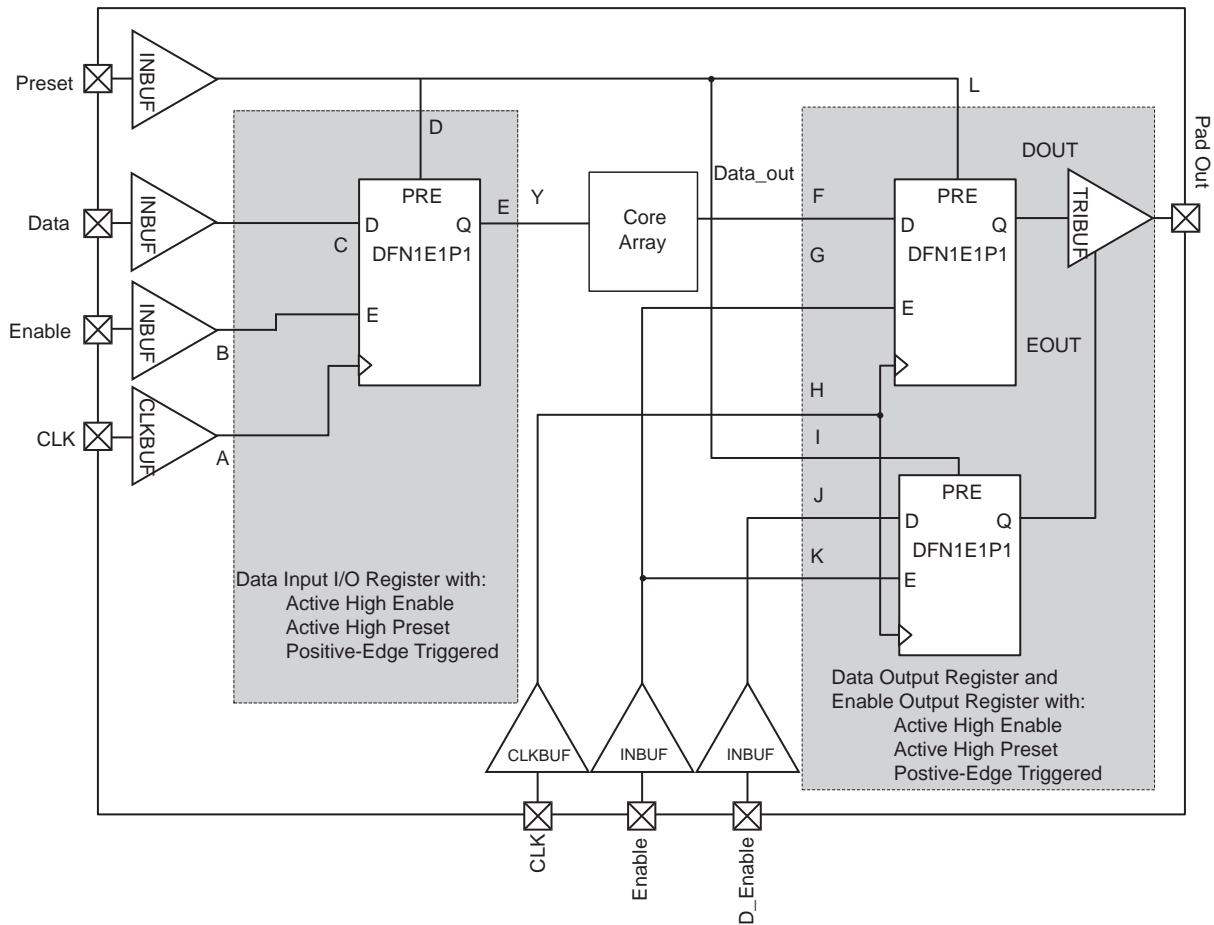 Preset
INBUF
L
D
Pad Out
DOUT
Data_out
PRE
PRE
TRIBUF
Data
INBUF
D
Q
E
Y
Core
Array
F
D
Q
C
DFN1E1P1
G
DFN1E1P1
Enable
INBUF
B
E
E
EOUT
CLK
CLKBUF
A
H
I
PRE
J
D
Q
DFN1E1P1
K
E
Data Input I/O Register with:
Active High Enable
Active High Preset
Positive-Edge Triggered
Data Output Register and
Enable Output Register with:
Active High Enable
Active High Preset
Postive-Edge Triggered
CLKBUF
INBUF
INBUF
CLK
Enable
D_Enable